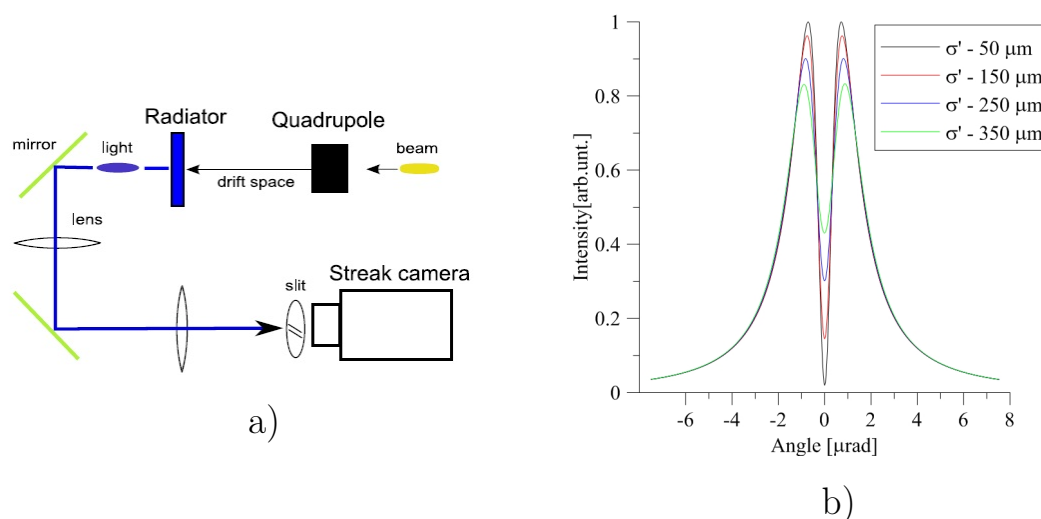 Radiator
Quadrupole
mirror
light
beam
drift space
lens
Streak camera
slit
a)
Intensity[arb.unt.]
1
0.8
0.6
0.4
0.2
0
-6 -4 -2 0 2 4 6 8
Angle [μrad]
σ' - 50 μm
σ' - 150 μm
σ' - 250 μm
σ' - 350 μm
b)